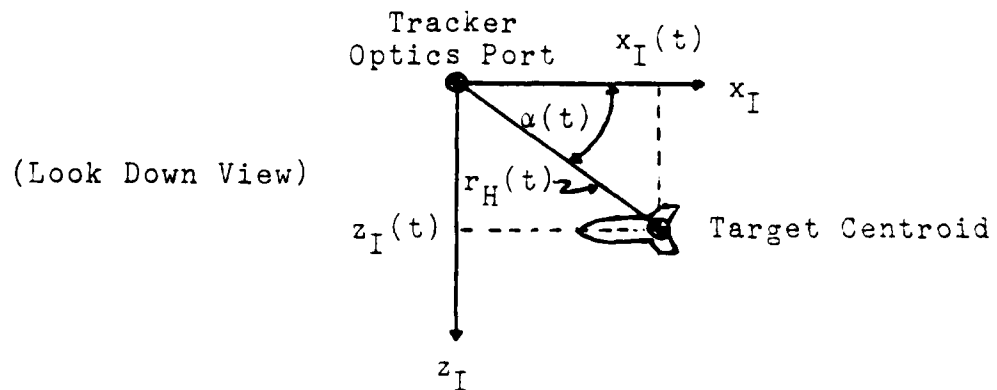 Tracker
Optics Port
x_I(t)
x_I
α(t)
(Look Down View)
r_H(t)
z_I(t)
Target Centroid
z_I